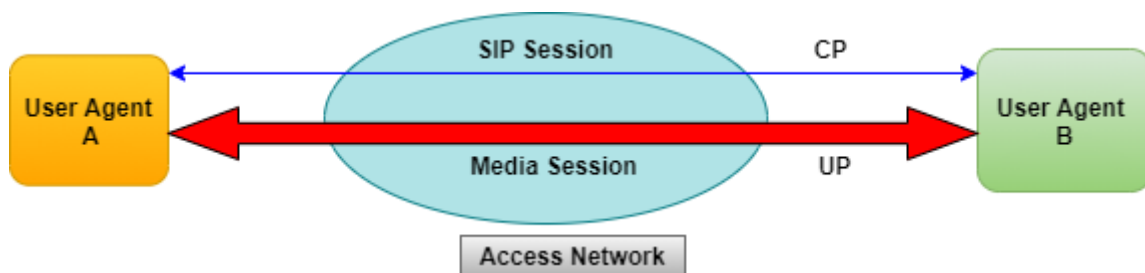 SIP Session
CP
User Agent
A
User Agent
B
Media Session
UP
Access Network